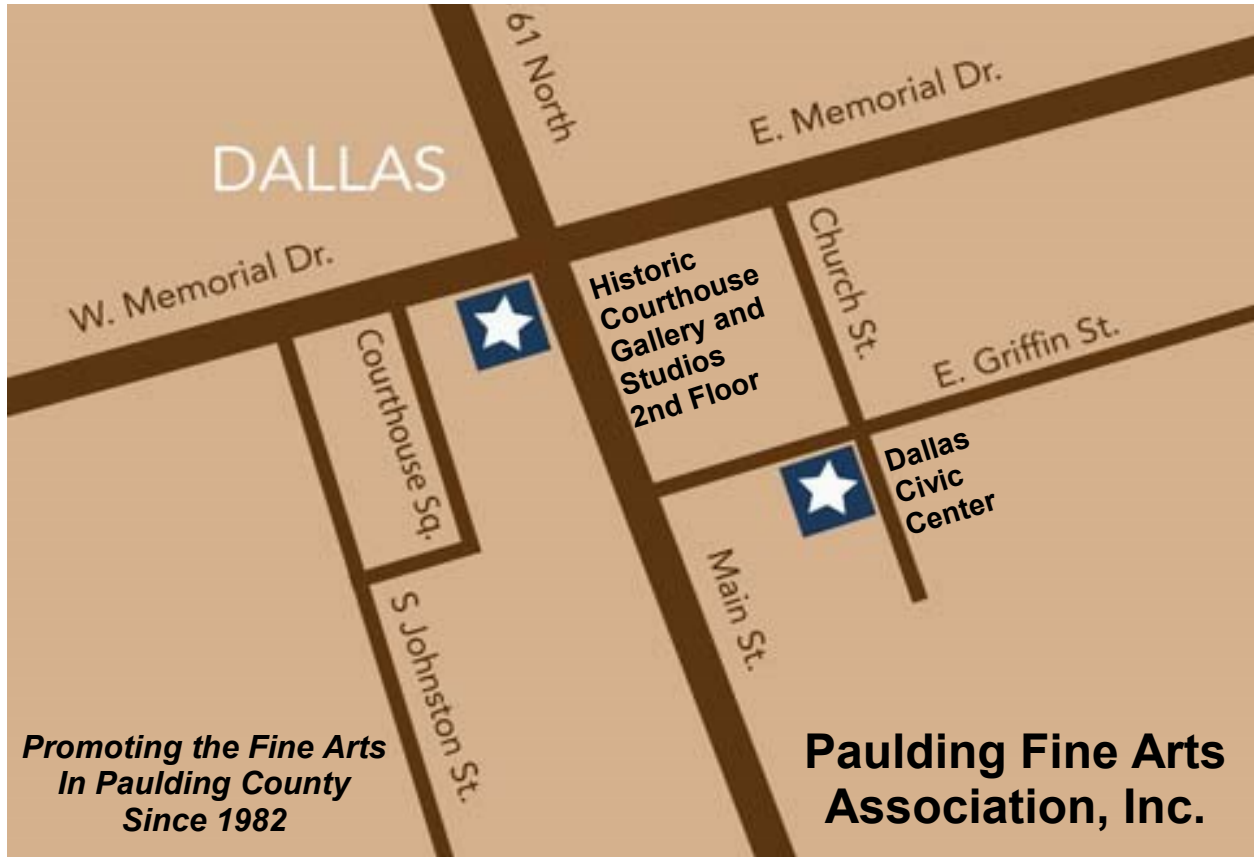 61 North
E. Memorial Dr.
DALLAS
W. Memorial Dr.
Church St.
Historic
Courthouse
Gallery and
Studios
2nd Floor
Courthouse Sq.
E. Griffin St.
Dallas
Civic
Center
Main St.
S Johnston St.
Promoting the Fine Arts
In Paulding County
Since 1982
Paulding Fine Arts
Association, Inc.